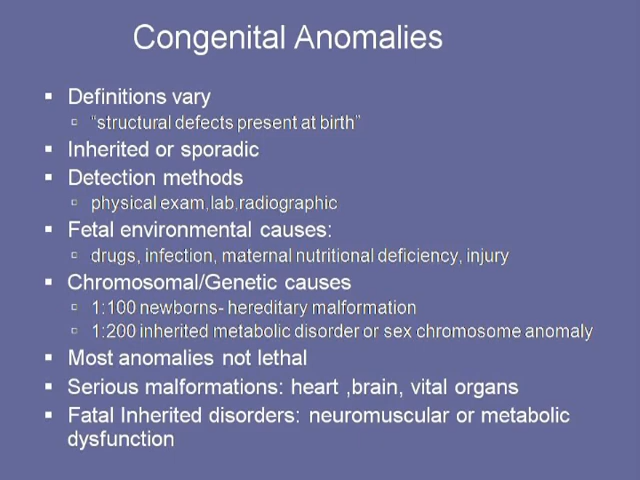 Congenital Anomalies
Definitions vary
"structural defects present at birth"
Inherited or sporadic
Detection methods
physical exam,lab,radiographic
Fetal environmental causes:
drugs, infection, maternal nutritional deficiency, injury
Chromosomal/Genetic causes
1:100 newborns- hereditary malformation
1:200 inherited metabolic disorder or sex chromosome anomaly
Most anomalies not lethal
Serious malformations: heart ,brain, vital organs
Fatal Inherited disorders: neuromuscular or metabolic
dysfunction